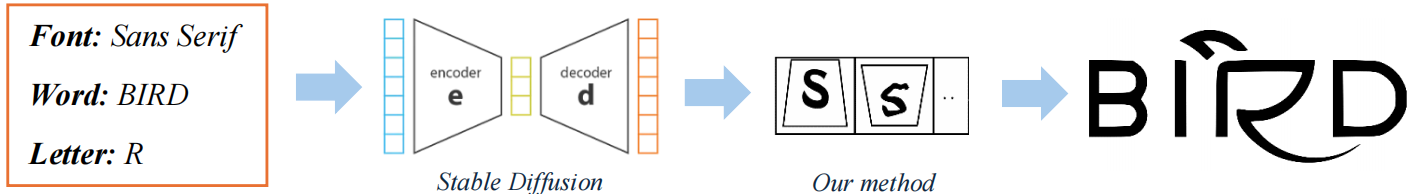 Font: Sans Serif
Word: BIRD
Letter: R
encoder
e
decoder
d
Stable Diffusion
S
S
..
Our method
BIRD